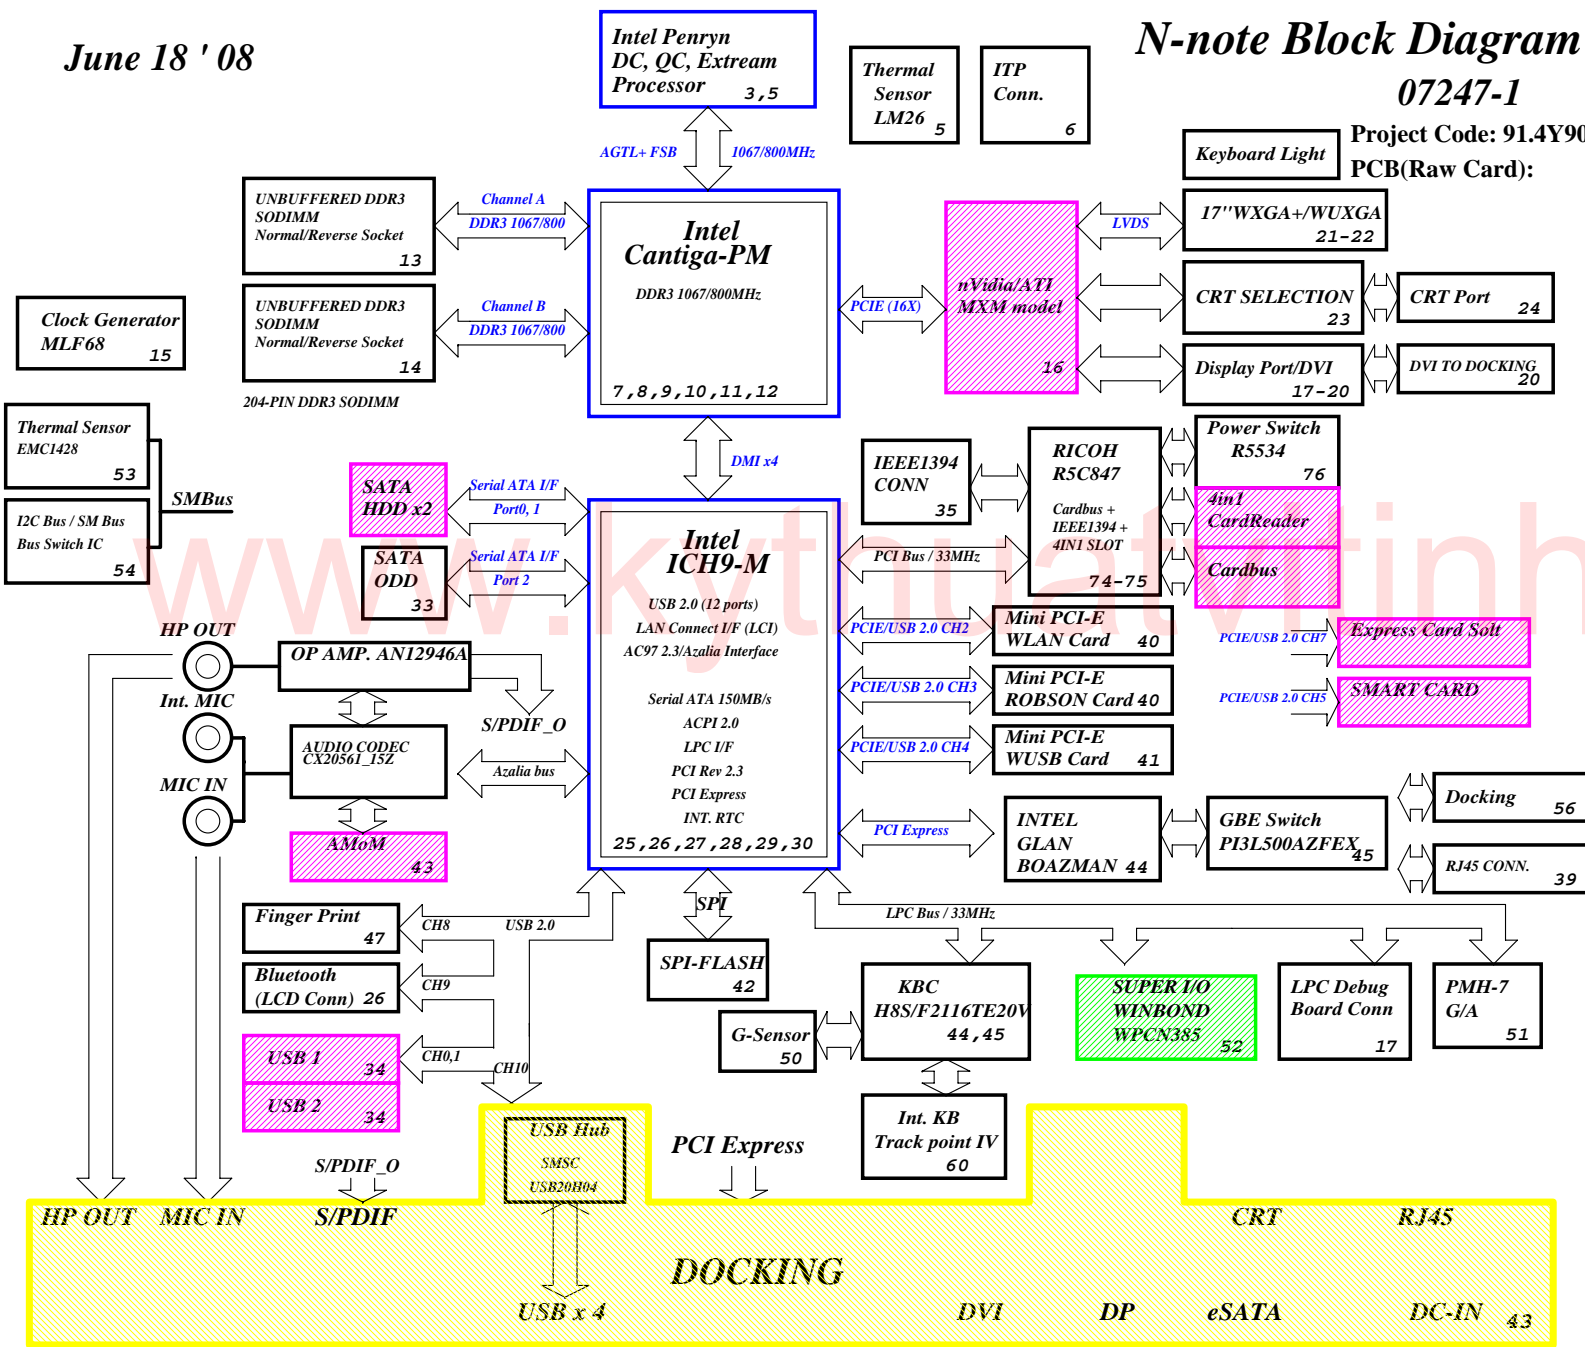 June 18 ' 08
N-note Block Diagram
07247-1
Project Code: 91.4Y90
PCB(Raw Card):
Intel Penryn
DC, QC, Extream
Processor
3,5
Thermal
Sensor
LM26
5
ITP
Conn.
6
Keyboard Light
AGTL+ FSB
1067/800MHz
UNBUFFERED DDR3
SODIMM
Normal/Reverse Socket
13
Channel A
DDR3 1067/800
UNBUFFERED DDR3
SODIMM
Normal/Reverse Socket
14
Channel B
DDR3 1067/800
204-PIN DDR3 SODIMM
Intel
Cantiga-PM
DDR3 1067/800MHz
7,8,9,10,11,12
PCIE (16X)
nVidia/ATI
MXM model
16
LVDS
17"WXGA+/WUXGA
21-22
CRT SELECTION
23
CRT Port
24
Display Port/DVI
17-20
DVI TO DOCKING
20
Clock Generator
MLF68
15
Thermal Sensor
EMC1428
53
I2C Bus / SM Bus
Bus Switch IC
54
SMBus
DMI x4
SATA
HDD x2
Serial ATA I/F
Port0, 1
SATA
ODD
33
Serial ATA I/F
Port 2
Intel
ICH9-M
USB 2.0 (12 ports)
LAN Connect I/F (LCI)
AC97 2.3/Azalia Interface
Serial ATA 150MB/s
ACPI 2.0
LPC I/F
PCI Rev 2.3
PCI Express
INT. RTC
25,26,27,28,29,30
IEEE1394
CONN
35
RICOH
R5C847
Cardbus +
IEEE1394 +
4IN1 SLOT
74-75
PCI Bus / 33MHz
Power Switch
R5534
76
4in1
CardReader
Cardbus
www.kythuatvitinh
PCIE/USB 2.0 CH2
Mini PCI-E
WLAN Card
40
PCIE/USB 2.0 CH3
Mini PCI-E
ROBSON Card
40
PCIE/USB 2.0 CH4
Mini PCI-E
WUSB Card
41
PCIE/USB 2.0 CH7
Express Card Solt
PCIE/USB 2.0 CH5
SMART CARD
HP OUT
OP AMP. AN12946A
Int. MIC
S/PDIF_O
AUDIO CODEC
CX20561_15Z
Azalia bus
MIC IN
AMoM
43
PCI Express
INTEL
GLAN
BOAZMAN
44
GBE Switch
PI3L500AZFEX
45
Docking
56
RJ45 CONN.
39
Finger Print
47
CH8
USB 2.0
Bluetooth
(LCD Conn)
26
CH9
USB 1
34
CH0,1
CH10
USB 2
34
SPI
SPI-FLASH
42
LPC Bus / 33MHz
G-Sensor
50
KBC
H8S/F2116TE20V
44,45
SUPER I/O
WINBOND
WPCN385
52
LPC Debug
Board Conn
17
PMH-7
G/A
51
Int. KB
Track point IV
60
USB Hub
SMSC
USB20H04
PCI Express
S/PDIF_O
HP OUT
MIC IN
S/PDIF
CRT
RJ45
DOCKING
USB x 4
DVI
DP
eSATA
DC-IN
43